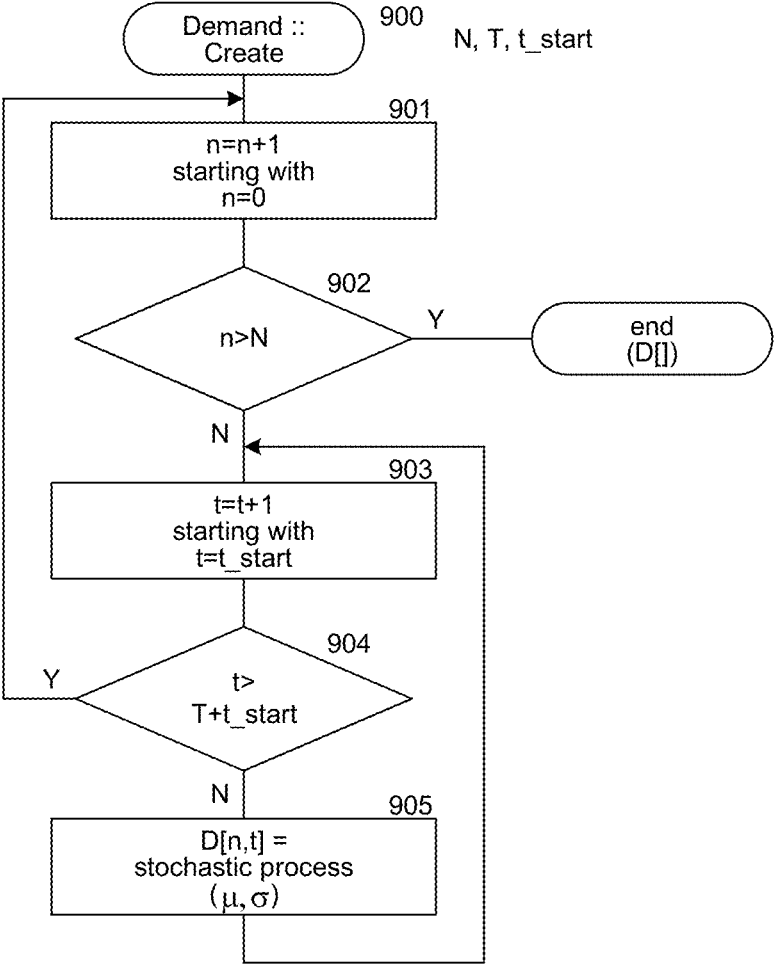 Demand ::
Create
900
N, T, t_start
901
n=n+1
starting with
n=0
902
n>N
Y
end
(D[])
N
903
t=t+1
starting with
t=t_start
904
Y
t>
T+t_start
N
905
D[n,t] =
stochastic process
(μ,σ)